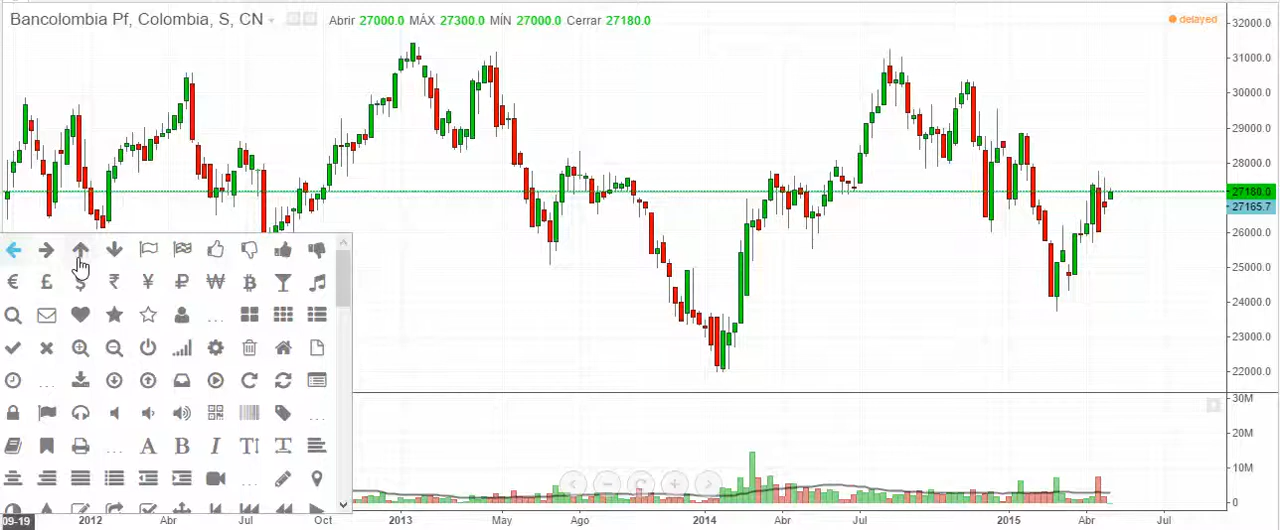 Bancolombia Pf, Colombia, S, CN
Abrir 27000.0 MÁX 27300.0 MÍN 27000.0 Cerrar 27180.0
delayed
32000.0
31000.0
30000.0
29000.0
28000.0
27180.0
27165.7
26000.0
25000.0
24000.0
23000.0
22000.0
30M
20M
10M
0
09-19 2012 Abr Jul Oct 2013 May Ago 2014 Abr Jul 2015 Abr Jul